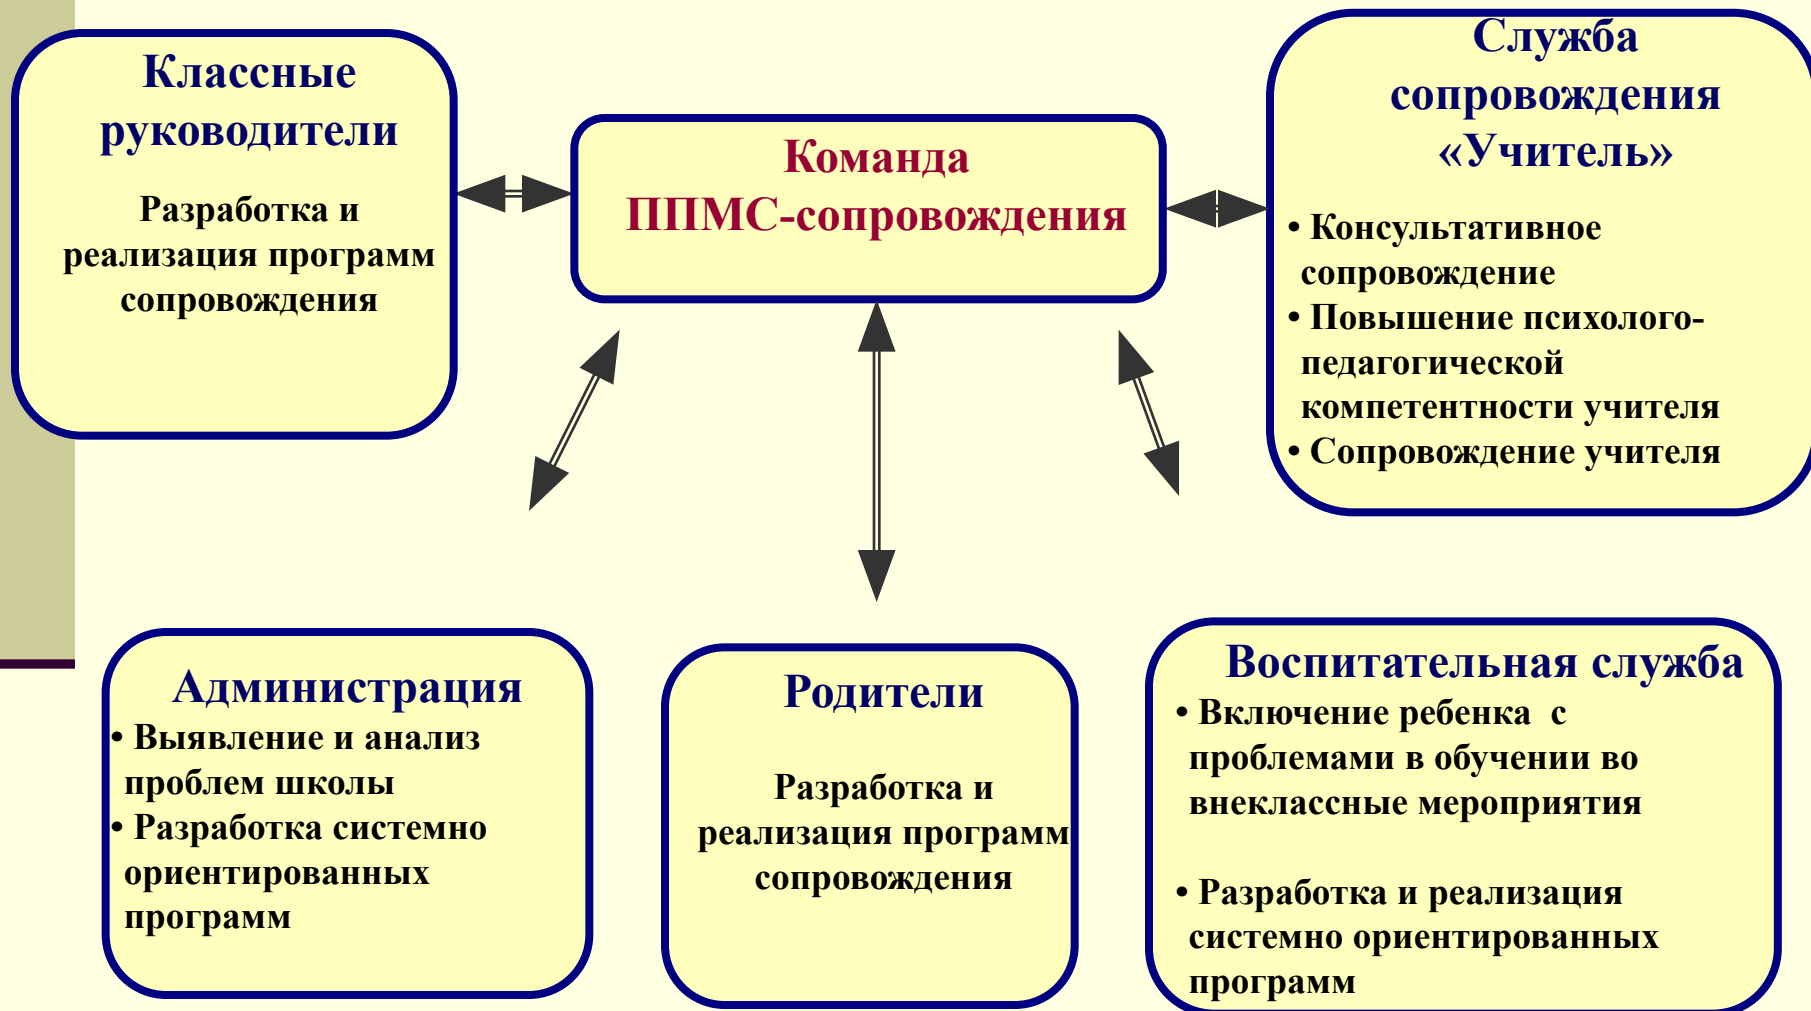 Классные
руководители
Разработка и
реализация программ
сопровождения
Команда
ППМС-сопровождения
Служба
сопровождения
«Учитель»
• Консультативное
сопровождение
• Повышение психолого-
педагогической
компетентности учителя
• Сопровождение учителя
Администрация
• Выявление и анализ
проблем школы
• Разработка системно
ориентированных
программ
Родители
Разработка и
реализация программ
сопровождения
Воспитательная служба
• Включение ребенка с
проблемами в обучении во
внеклассные мероприятия
• Разработка и реализация
системно ориентированных
программ